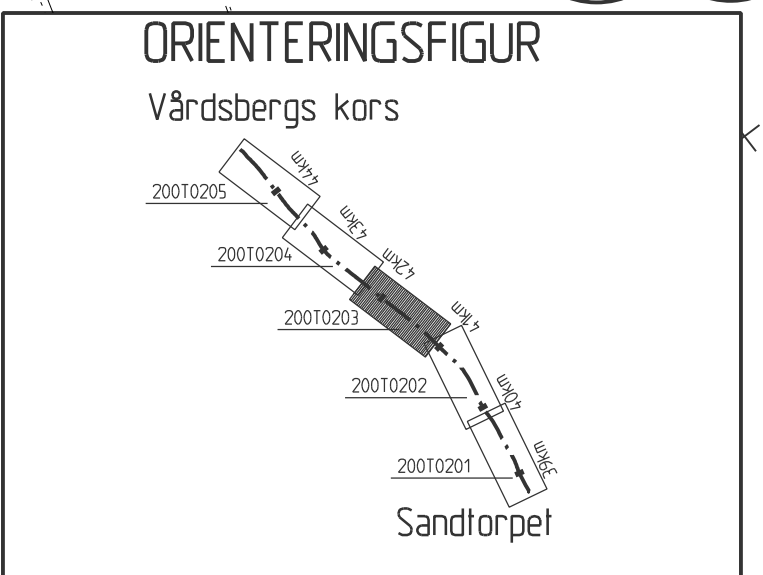 ORIENTERINGSFIGUR
Vårdsbergs kors
44km
200T0205
43km
200T0204
42km
200T0203
41km
200T0202
40km
39km
200T0201
Sandtorpet